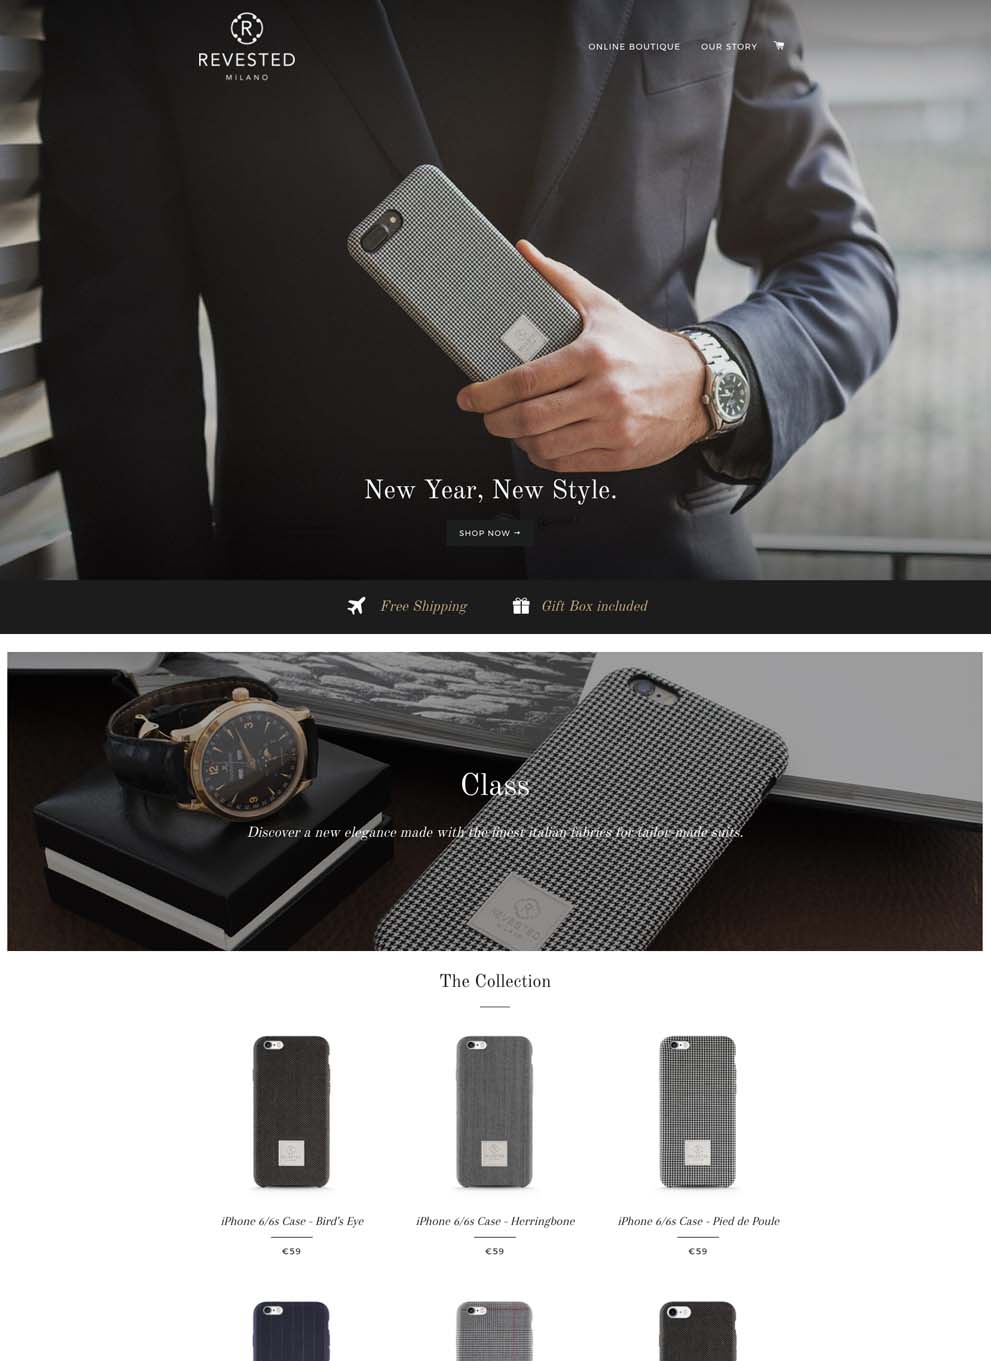 R
REVESTED
MILANO
ONLINE BOUTIQUE
OUR STORY
New Year, New Style.
SHOP NOW →
Free Shipping
Gift Box included
Class
Discover a new elegance made with the finest italian fabrics for tailor-made suits.
R
REVESTED
The Collection
iPhone 6/6s Case - Bird's Eye
iPhone 6/6s Case - Herringbone
iPhone 6/6s Case - Pied de Poule
€59
€59
€59